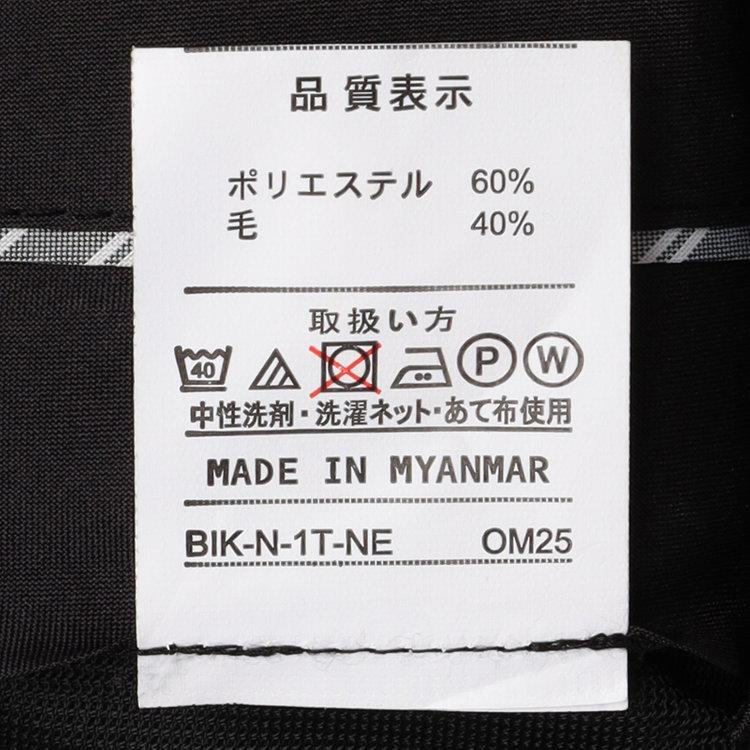 品質表示
ポリエステル 60%
毛 40%
取扱い方
40 P W
中性洗剤・洗濯ネット・あて布使用
MADE IN MYANMAR
BIK-N-1T-NE OM25